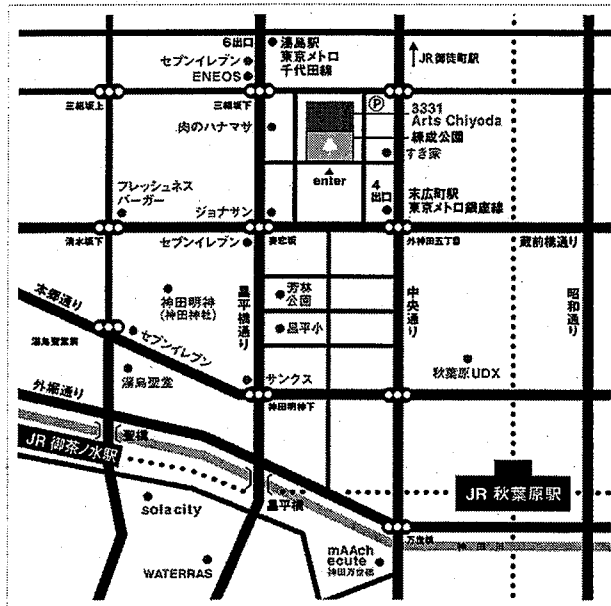 6出口
湯島駅
東京メトロ
千代田線
セブンイレブン
ENEOS
JR御徒町駅
三組坂上
三組坂下
P
3331
Arts Chiyoda
練成公園
肉のハナマサ
すき家
enter
4
出口
末広町駅
東京メトロ銀座線
フレッシュネス
バーガー
ジョナサン
清水坂下
セブンイレブン
妻恋坂
外神田五丁目
蔵前橋通り
本郷通り
神田明神
(神田神社)
昌平橋通り
芳林
公園
昌平小
中央通り
昭和通り
セブンイレブン
湯島聖堂前
湯島聖堂
サンクス
秋葉原UDX
外堀通り
神田明神下
聖橋
JR 御茶ノ水駅
JR 秋葉原駅
solacity
昌平橋
万世橋
神田川
mAAch
ecute
神田万世橋
WATERRAS